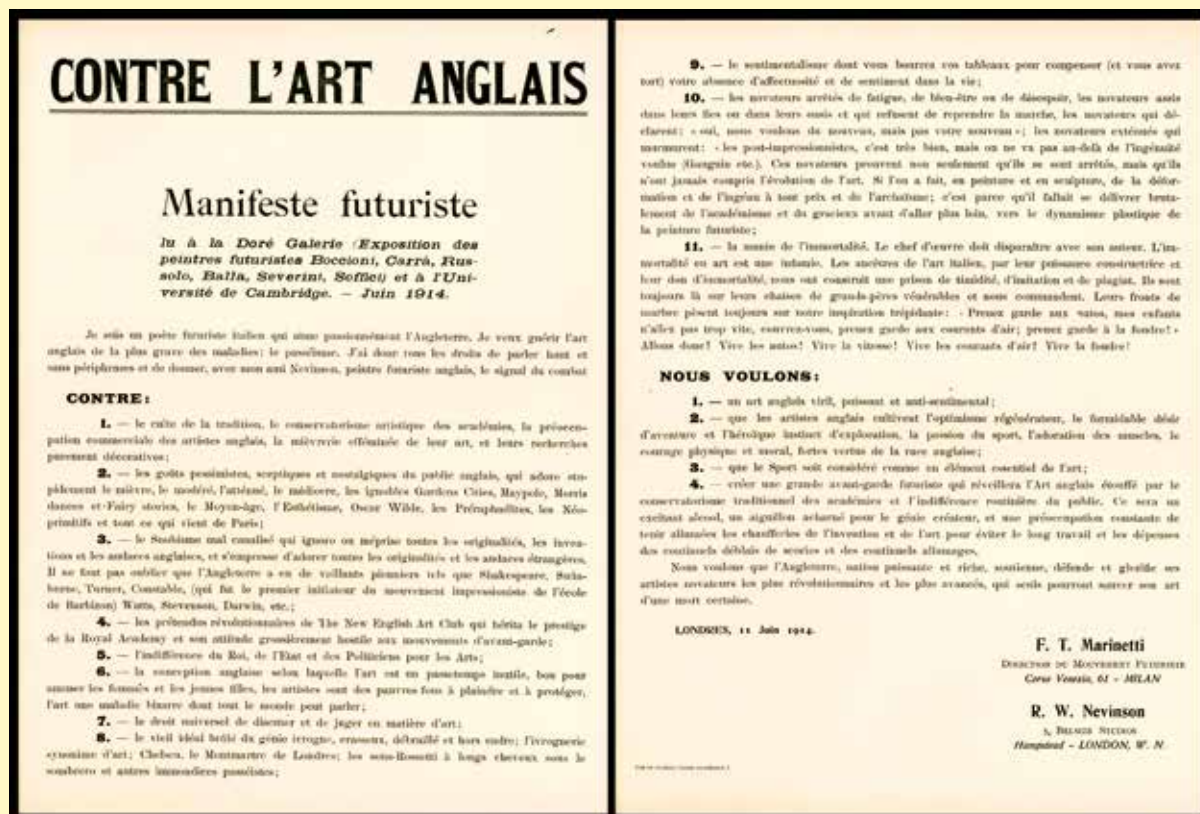 CONTRE L'ART ANGLAIS
Manifeste futuriste
lu à la Doré Galerie (Exposition des
peintres futuristes Boccioni, Carrà, Rus-
solo, Balla, Severini, Soffici) et à l'Uni-
versité de Cambridge. – Juin 1914.
Je suis un poète futuriste italien qui aime passionnément l'Angleterre. Je veux guérir l'art
anglais de la plus grave des maladies: le passéisme. J'ai donc tous les droits de parler haut et
sans périphrases et de donner, avec mon ami Nevinson, peintre futuriste anglais, le signal du combat
CONTRE:
1. — le culte de la tradition, le conservatorisme artistique des académies, la préoccu-
pation commerciale des artistes anglais, la mièvrerie efféminée de leur art, et leurs recherches
purement décoratives;
2. — les goûts pessimistes, sceptiques et nostalgiques du public anglais, qui adore stu-
pidement le mièvre, le modéré, l'atténué, le médiocre, les ignobles Gardens Cities, Maypole, Morris
dances et Fairy stories, le Moyen-âge, l'Esthétisme, Oscar Wilde, les Préraphaélites, les Néo-
primitifs et tout ce qui vient de Paris;
3. — le Snobisme mal canalisé qui ignore ou méprise toutes les originalités, les inven-
tions et les audaces anglaises, et s'empresse d'adorer toutes les originalités et les audaces étrangères.
Il ne faut pas oublier que l'Angleterre a eu de vaillants pionniers tels que Shakespeare, Swin-
burne, Turner, Constable, (qui fut le premier initiateur du mouvement impressioniste de l'école
de Barbizon) Watts, Stevenson, Darwin, etc.;
4. — les prétendus révolutionnaires de The New English Art Club qui hérita le prestige
de la Royal Academy et son attitude grossièrement hostile aux mouvements d'avant-garde;
5. — l'indifférence du Roi, de l'Etat et des Politiciens pour les Arts;
6. — la conception anglaise selon laquelle l'art est un passetemps inutile, bon pour
amuser les femmes et les jeunes filles, les artistes sont des pauvres fous à plaindre et à protéger,
l'art une maladie bizarre dont tout le monde peut parler;
7. — le droit universel de discuter et de juger en matière d'art;
8. — le vieil idéal brûlé du génie ivrogne, crasseux, débraillé et hors cadre; l'ivrognerie
synonime d'art; Chelsea, le Montmartre de Londres; les sous-Rossetti à longs cheveux sous le
sombrero et autres immondices passéistes;
9. — le sentimentalisme dont vous bourrez vos tableaux pour compenser (et vous avez
tort) votre absence d'affectuosité et de sentiment dans la vie;
10. — les novateurs arrêtés de fatigue, de bien-être ou de désespoir, les novateurs assis
dans leurs îles ou dans leurs oasis et qui refusent de reprendre la marche, les novateurs qui dé-
clarent: « oui, nous voulons du nouveau, mais pas votre nouveau »; les novateurs exténués qui
murmurent: « les post-impressionnistes, c'est très bien, mais on ne va pas au-delà de l'ingénuité
voulue (Gauguin etc.). Ces novateurs prouvent non seulement qu'ils se sont arrêtés, mais qu'ils
n'ont jamais compris l'évolution de l'art. Si l'on a fait, en peinture et en sculpture, de la défor-
mation et de l'ingénu à tout prix et de l'archaïsme; c'est parce qu'il fallait se délivrer bruta-
lement de l'académisme et du gracieux avant d'aller plus loin, vers le dynamisme plastique de
la peinture futuriste;
11. — la manie de l'immortalité. Le chef d'œuvre doit disparaître avec son auteur. L'im-
mortalité en art est une infamie. Les ancêtres de l'art italien, par leur puissance constructrice et
leur don d'immortalité, nous ont construit une prison de timidité, d'imitation et de plagiat. Ils sont
toujours là sur leurs chaises de grands-pères vénérables et nous commandent. Leurs fronts de
marbre pèsent toujours sur notre inspiration trépidante: « Prenez garde aux autos, mes enfants
n'allez pas trop vite, couvrez-vous, prenez garde aux courants d'air; prenez garde à la foudre! »
Allons donc! Vive les autos! Vive la vitesse! Vive les courants d'air! Vive la foudre!
NOUS VOULONS:
1. — un art anglais viril, puissant et anti-sentimental;
2. — que les artistes anglais cultivent l'optimisme régénérateur, le formidable désir
d'aventure et l'héroïque instinct d'exploration, la passion du sport, l'adoration des muscles, le
courage physique et moral, fortes vertus de la race anglaise;
3. — que le Sport soit considéré comme un élément essentiel de l'art;
4. — créer une grande avant-garde futuriste qui réveillera l'Art anglais étouffé par le
conservatorisme traditionnel des académies et l'indifférence routinière du public. Ce sera un
excitant alcool, un aiguillon acharné pour le génie créateur, et une préoccupation constante de
tenir allumées les chaufferies de l'invention et de l'art pour éviter le long travail et les dépenses
des continuels déblais de scories et des continuels allumages.
Nous voulons que l'Angleterre, nation puissante et riche, soutienne, défende et glorifie ses
artistes novateurs les plus révolutionnaires et les plus avancés, qui seuls pourront sauver son art
d'une mort certaine.
LONDRES, 11 Juin 1914.
F. T. Marinetti
DIRECTION DU MOUVEMENT FUTURISTE
Corso Venezia, 61 – MILAN
R. W. Nevinson
5, BELSIZE STUDIOS
Hampstead – LONDON, W. N.